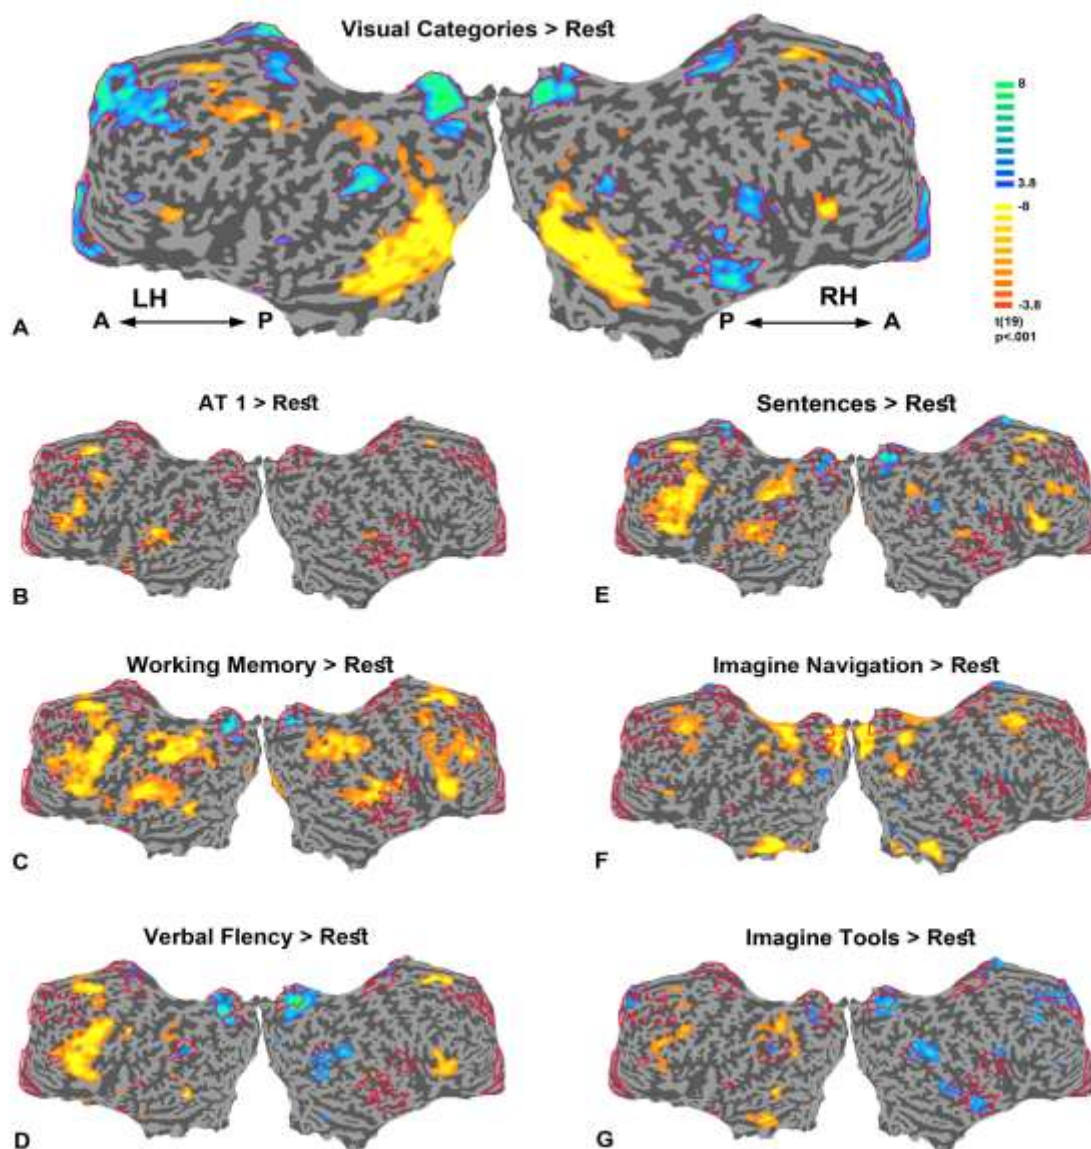 Visual Categories > Rest
8
3.8
-8
-3.8
t(19)
p<.001
LH
A P
RH
P A
A
AT 1 > Rest
B
Sentences > Rest
E
Working Memory > Rest
C
Imagine Navigation > Rest
F
Verbal Flency > Rest
D
Imagine Tools > Rest
G